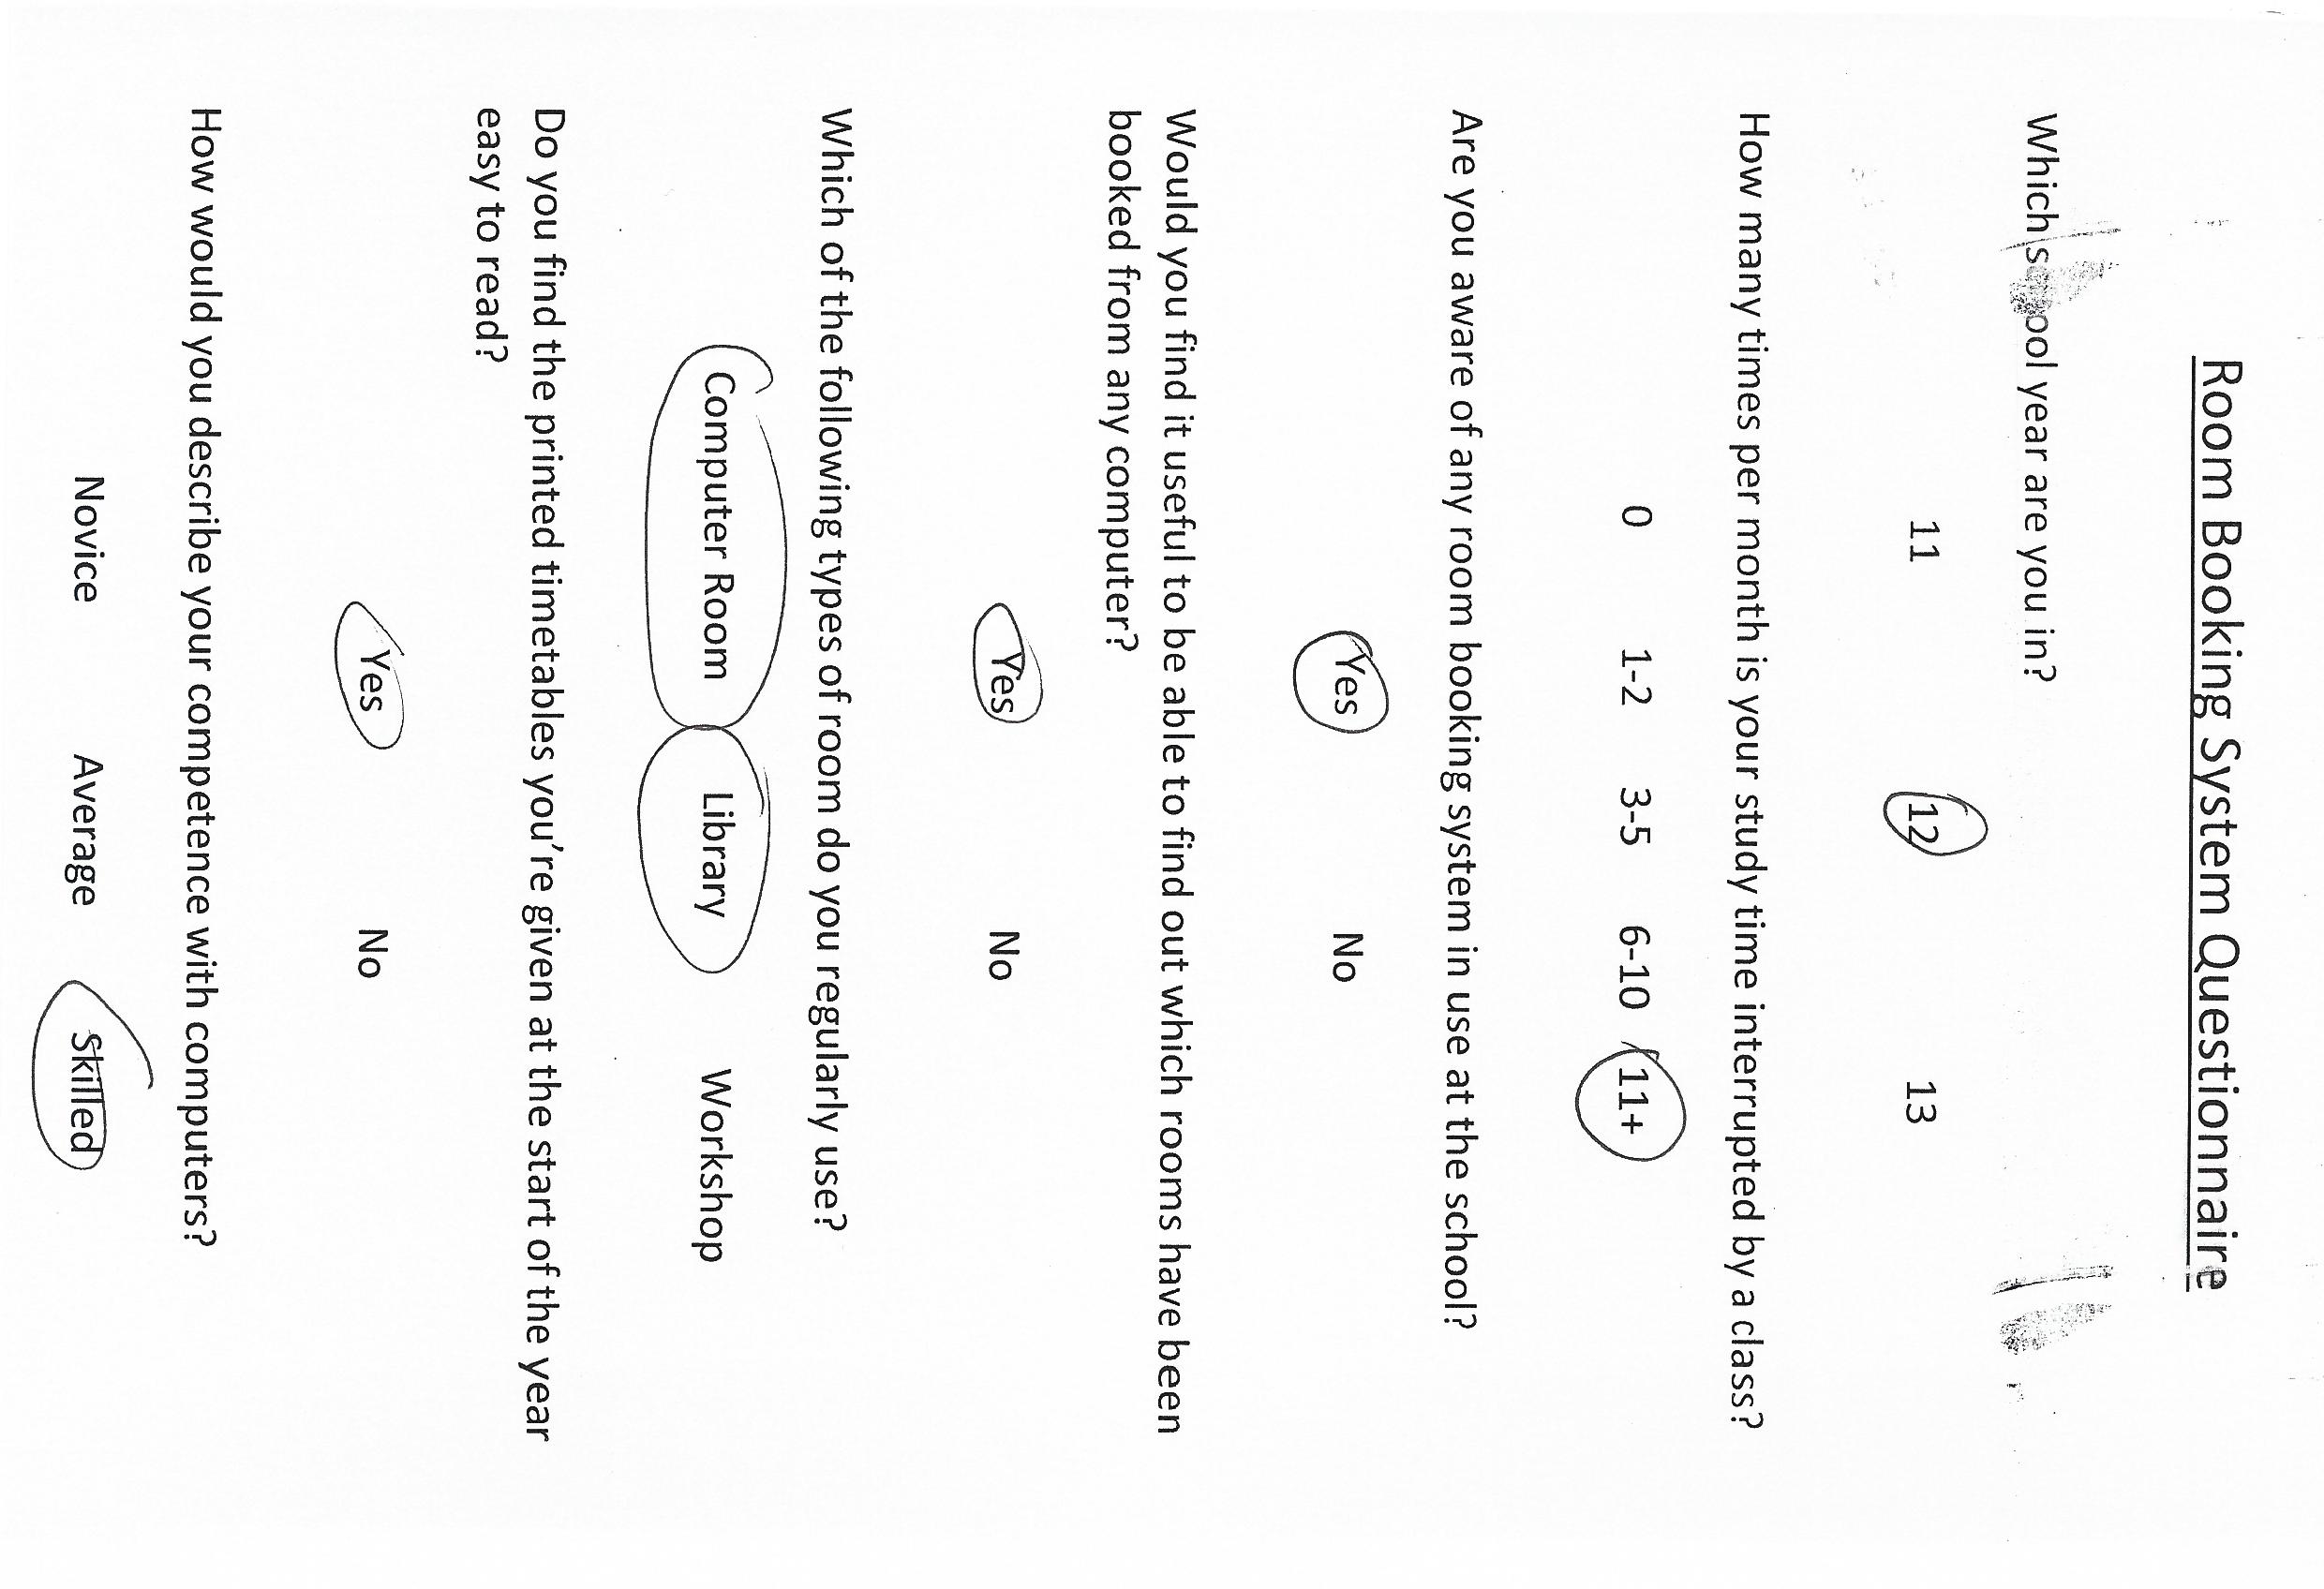 Room Booking System Questionnaire
Which school year are you in?
11 12 13
How many times per month is your study time interrupted by a class?
0 1-2 3-5 6-10 11+
Are you aware of any room booking system in use at the school?
Yes No
Would you find it useful to be able to find out which rooms have been
booked from any computer?
Yes No
Which of the following types of room do you regularly use?
Computer Room Library Workshop
Do you find the printed timetables you're given at the start of the year
easy to read?
Yes No
How would you describe your competence with computers?
Novice Average Skilled